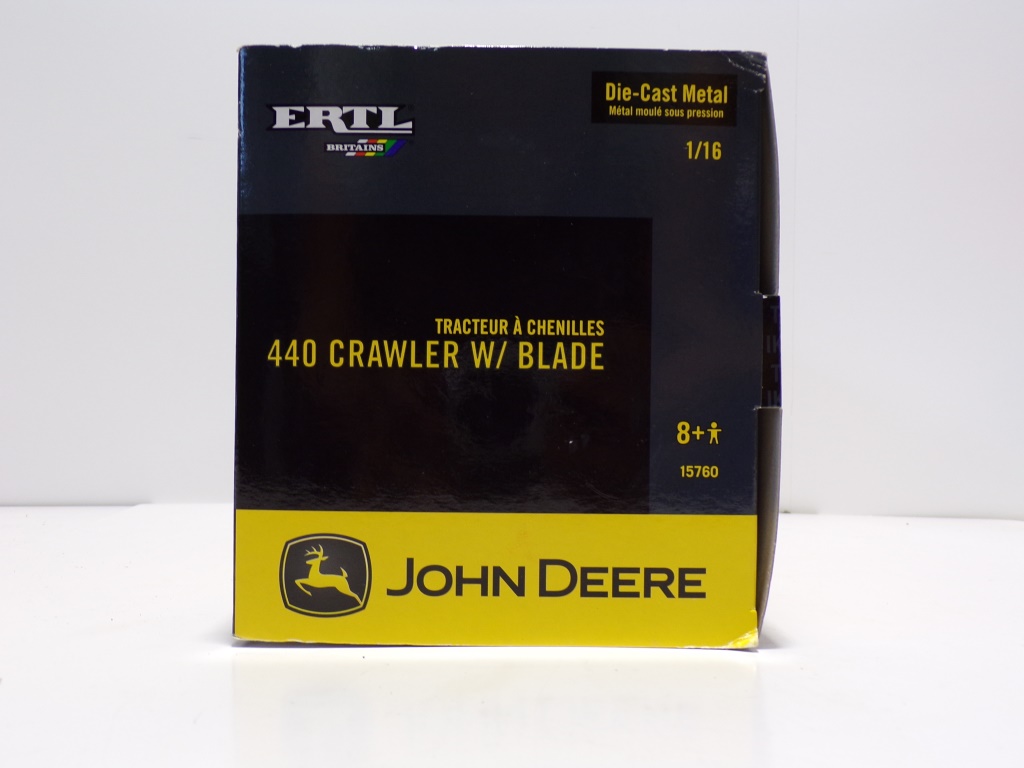 ERTL
BRITAINS
Die-Cast Metal
Métal moulé sous pression
1/16
TRACTEUR À CHENILLES
440 CRAWLER W/ BLADE
8+
15760
JOHN DEERE